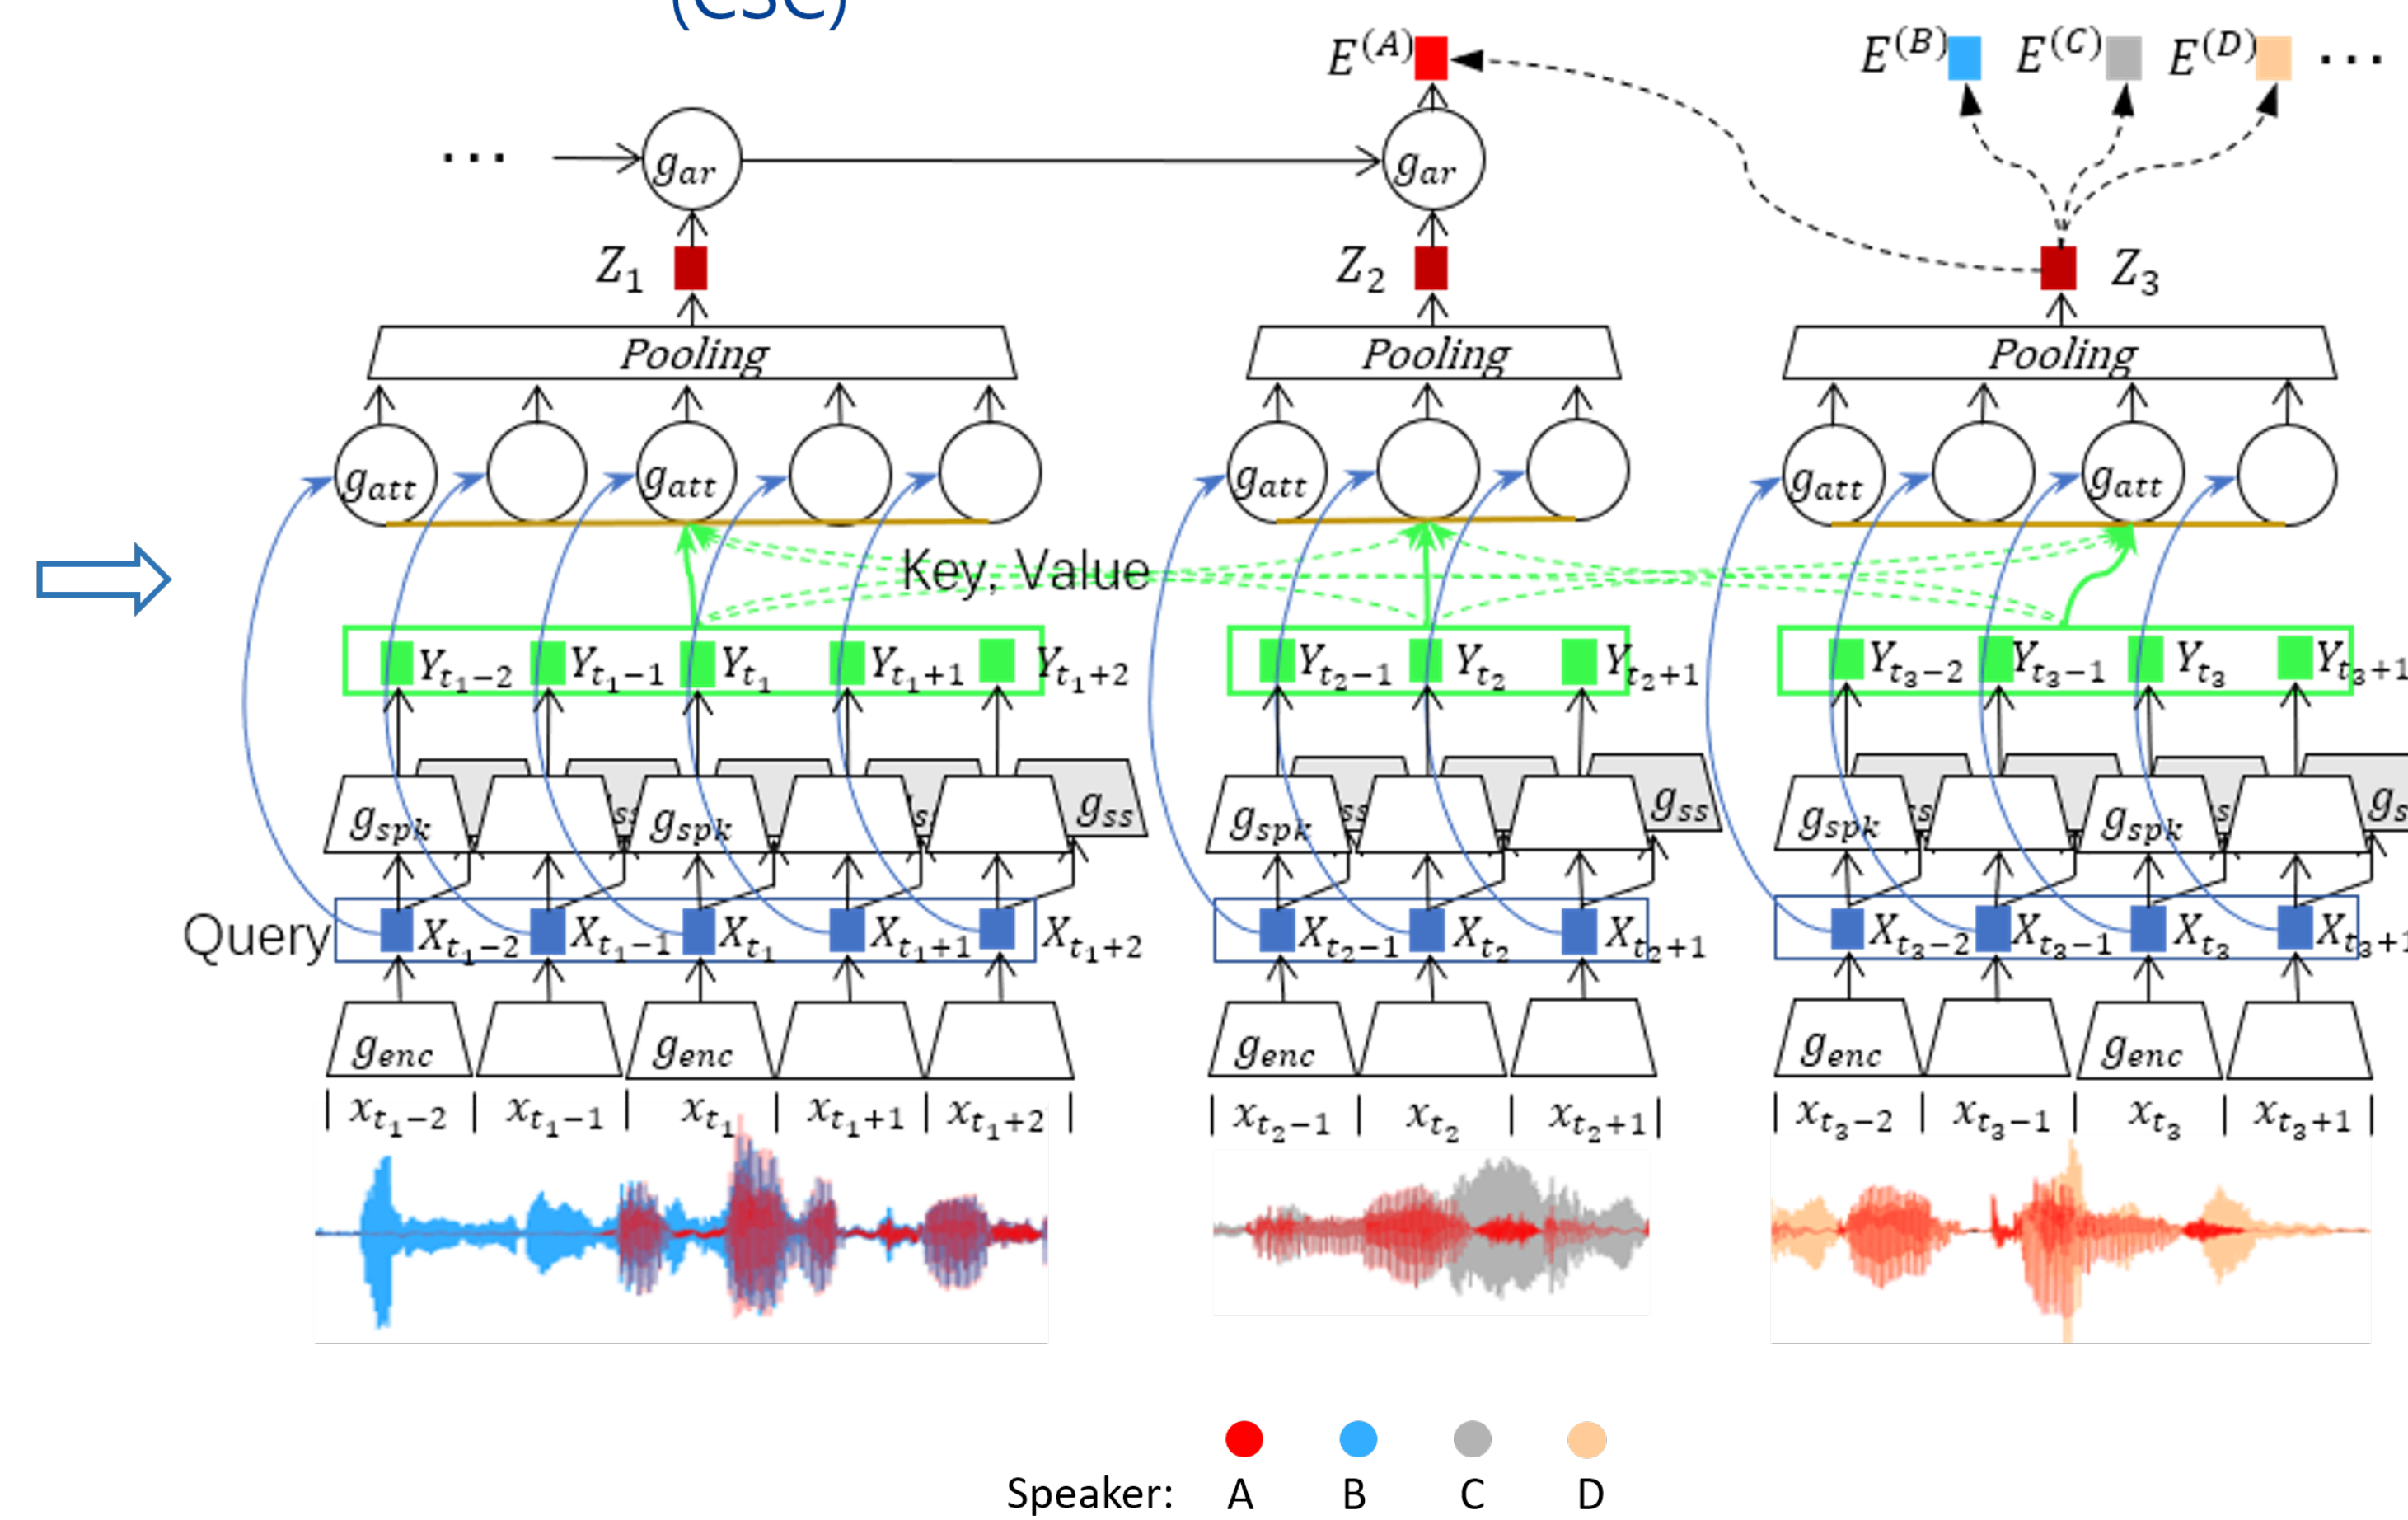 (CSC)
E^(A) E^(B) E^(C) E^(D) ...
... g_ar g_ar
Z_1 Z_2 Z_3
Pooling Pooling Pooling
g_att g_att g_att g_att g_att
Key, Value
Y_{t_1-2} Y_{t_1-1} Y_{t_1} Y_{t_1+1} Y_{t_1+2} Y_{t_2-1} Y_{t_2} Y_{t_2+1} Y_{t_3-2} Y_{t_3-1} Y_{t_3} Y_{t_3+1}
g_spk g_spk g_ss g_spk g_ss g_spk g_spk
Query X_{t_1-2} X_{t_1-1} X_{t_1} X_{t_1+1} X_{t_1+2} X_{t_2-1} X_{t_2} X_{t_2+1} X_{t_3-2} X_{t_3-1} X_{t_3} X_{t_3+1}
g_enc g_enc g_enc g_enc g_enc
x_{t_1-2} x_{t_1-1} x_{t_1} x_{t_1+1} x_{t_1+2} x_{t_2-1} x_{t_2} x_{t_2+1} x_{t_3-2} x_{t_3-1} x_{t_3} x_{t_3+1}
Speaker: A B C D